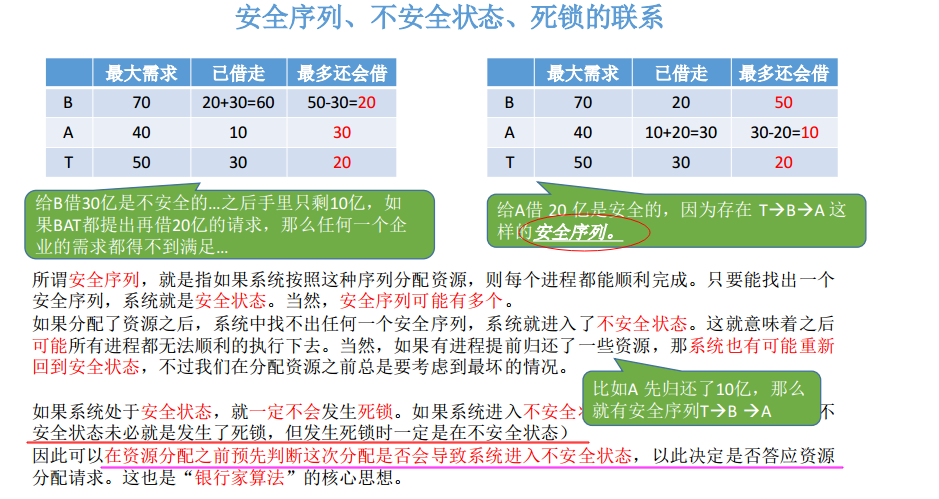 安全序列、不安全状态、死锁的联系
最大需求 已借走 最多还会借
B 70 20+30=60 50-30=20
A 40 10 30
T 50 30 20
最大需求 已借走 最多还会借
B 70 20 50
A 40 10+20=30 30-20=10
T 50 30 20
给B借30亿是不安全的…之后手里只剩10亿，如
果BAT都提出再借20亿的请求，那么任何一个企
业的需求都得不到满足…
给A借 20 亿是安全的，因为存在 T→B→A 这
样的安全序列。
所谓安全序列，就是指如果系统按照这种序列分配资源，则每个进程都能顺利完成。只要能找出一个
安全序列，系统就是安全状态。当然，安全序列可能有多个。
如果分配了资源之后，系统中找不出任何一个安全序列，系统就进入了不安全状态。这就意味着之后
可能所有进程都无法顺利的执行下去。当然，如果有进程提前归还了一些资源，那系统也有可能重新
回到安全状态，不过我们在分配资源之前总是要考虑到最坏的情况。
比如A 先归还了10亿，那么
就有安全序列T→B →A
如果系统处于安全状态，就一定不会发生死锁。如果系统进入不安全 不
安全状态未必就是发生了死锁，但发生死锁时一定是在不安全状态）
因此可以在资源分配之前预先判断这次分配是否会导致系统进入不安全状态，以此决定是否答应资源
分配请求。这也是“银行家算法”的核心思想。